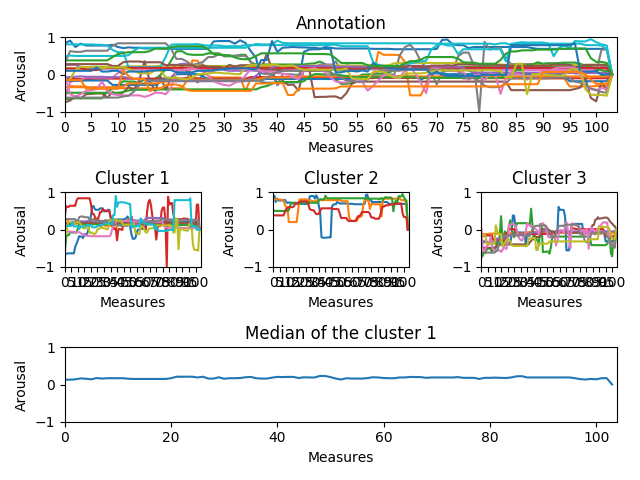 Annotation
Arousal
1
0
−1
0 5 10 15 20 25 30 35 40 45 50 55 60 65 70 75 80 85 90 95 100
Measures
Cluster 1 Cluster 2 Cluster 3
Arousal Arousal Arousal
1 1 1
0 0 0
−1 −1 −1
Measures Measures Measures
Median of the cluster 1
Arousal
1
0
−1
0 20 40 60 80 100
Measures